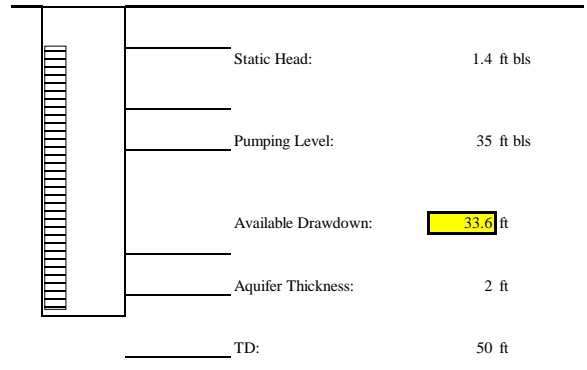 Static Head: 1.4 ft bls
Pumping Level: 35 ft bls
Available Drawdown: 33.6 ft
Aquifer Thickness: 2 ft
TD: 50 ft